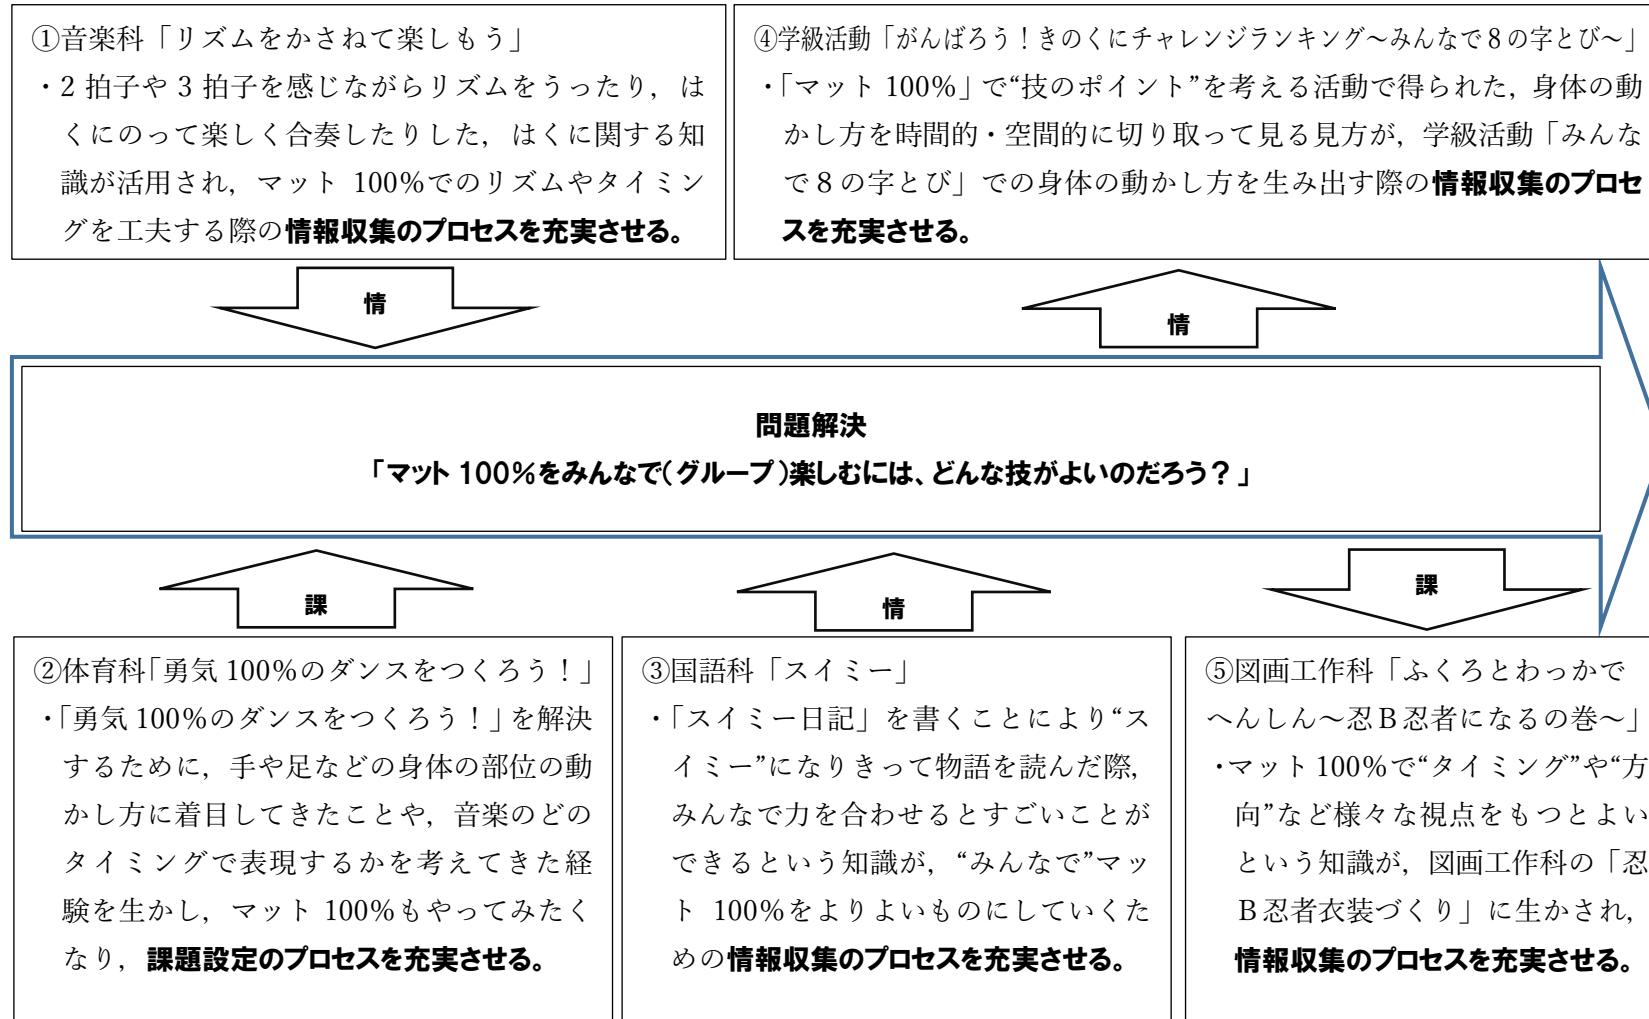 ①音楽科「リズムをかさねて楽しもう」
・2 拍子や 3 拍子を感じながらリズムをうったり，は
くにのって楽しく合奏したりした，はくに関する知
識が活用され，マット 100%でのリズムやタイミン
グを工夫する際の情報収集のプロセスを充実させる。
④学級活動「がんばろう！きのくにチャレンジランキング～みんなで８の字とび～」
・「マット 100%」で“技のポイント”を考える活動で得られた，身体の動
かし方を時間的・空間的に切り取って見る見方が，学級活動「みんな
で８の字とび」での身体の動かし方を生み出す際の情報収集のプロセ
スを充実させる。
情
情
問題解決
「マット 100%をみんなで(グループ)楽しむには、どんな技がよいのだろう？」
課
情
課
②体育科「勇気 100%のダンスをつくろう！」
・「勇気 100%のダンスをつくろう！」を解決
するために，手や足などの身体の部位の動
かし方に着目してきたことや，音楽のどの
タイミングで表現するかを考えてきた経
験を生かし，マット 100%もやってみたく
なり，課題設定のプロセスを充実させる。
③国語科「スイミー」
・「スイミー日記」を書くことにより“ス
イミー”になりきって物語を読んだ際，
みんなで力を合わせるとすごいことが
できるという知識が，“みんなで”マッ
ト 100%をよりよいものにしていくた
めの情報収集のプロセスを充実させる。
⑤図画工作科「ふくろとわっかで
へんしん～忍Ｂ忍者になるの巻～」
・マット 100%で“タイミング”や“方
向”など様々な視点をもつとよい
という知識が，図画工作科の「忍
Ｂ忍者衣装づくり」に生かされ，
情報収集のプロセスを充実させる。